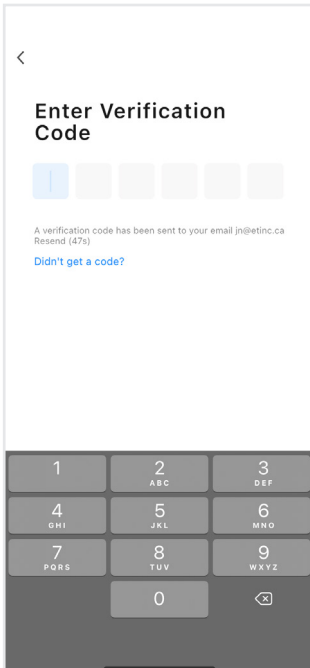 Enter Verification
Code
A verification code has been sent to your email jn@etinc.ca
Resend (47s)
Didn't get a code?
1
2
ABC
3
DEF
4
GHI
5
JKL
6
MNO
7
PQRS
8
TUV
9
WXYZ
0